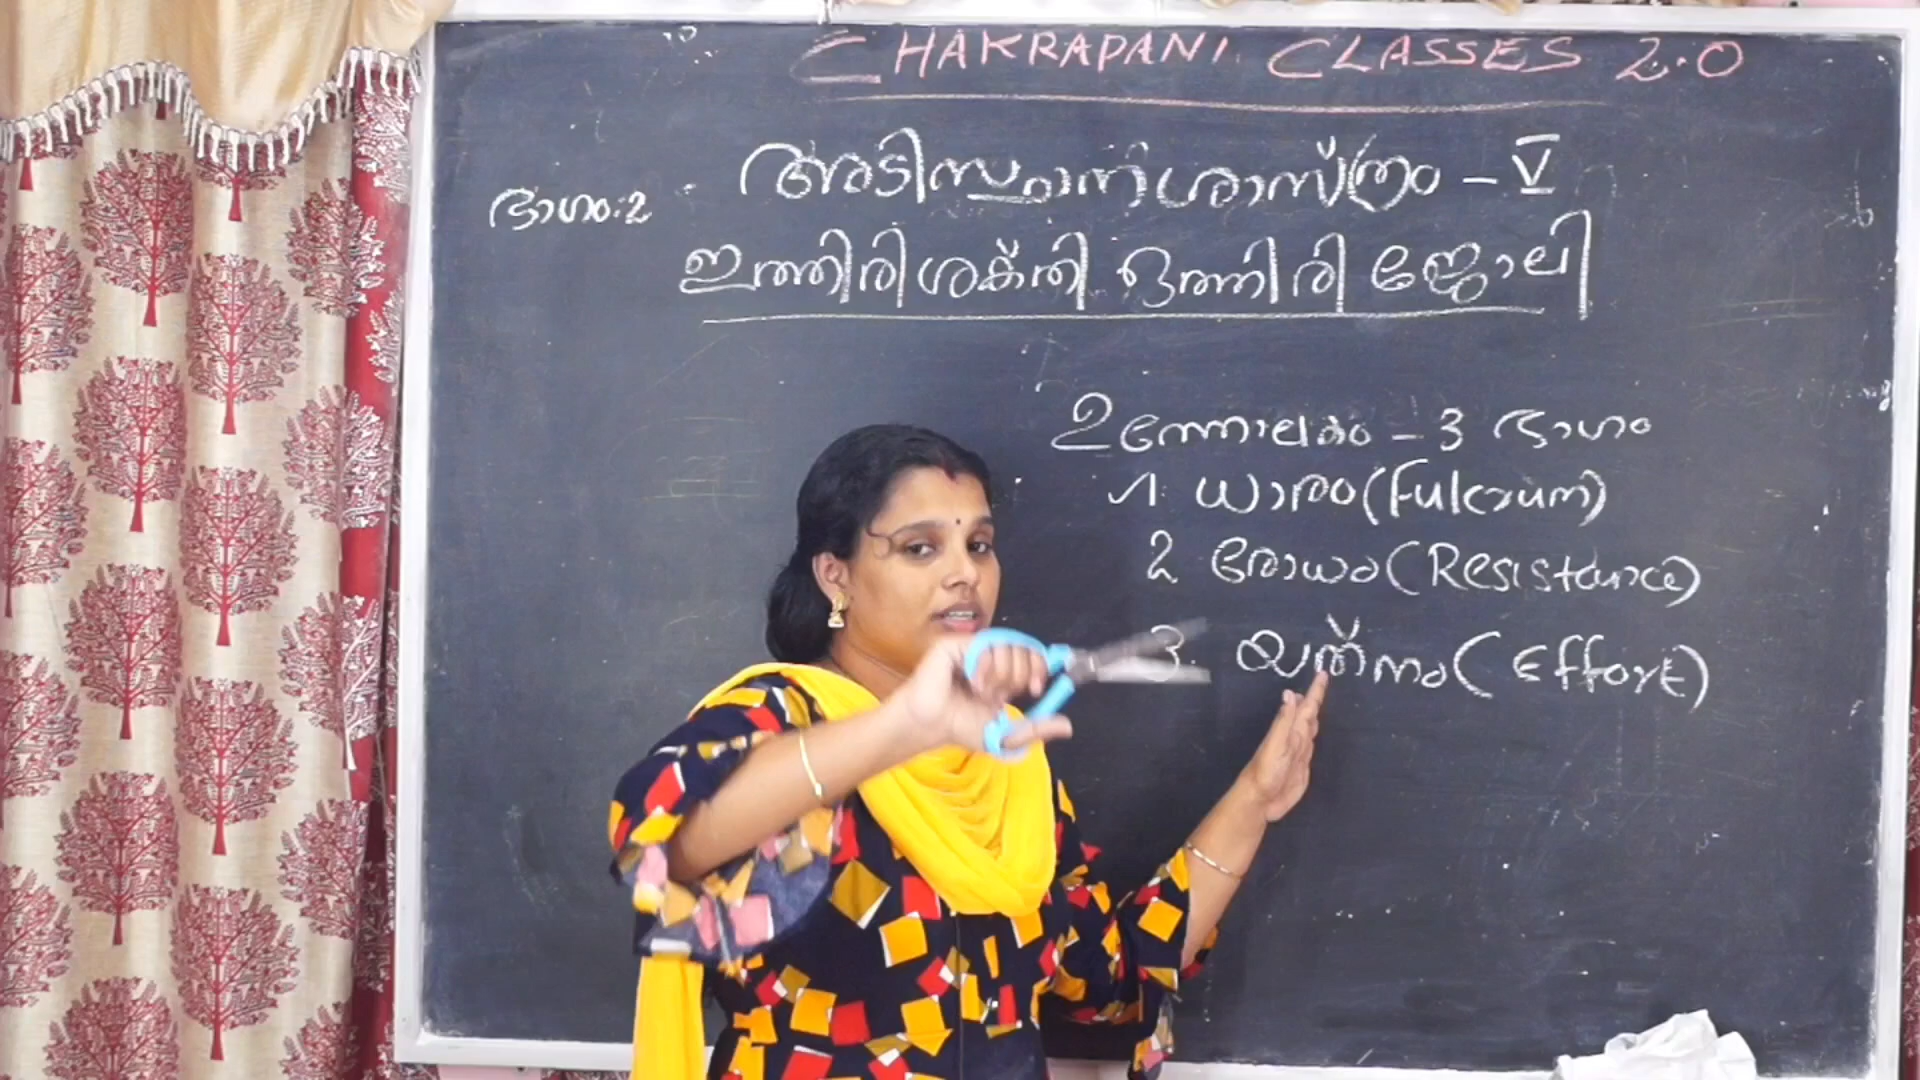 CHAKRAPANI CLASSES 2.0
ഭാഗം:2
അടിസ്ഥാനശാസ്ത്രം - V
ഇത്തിരി ശക്തി ഒത്തിരി ജോലി
ഉത്തോലകം - 3 ഭാഗം
1. ധാരം (Fulcrum)
2 രോധം (Resistance)
3. യത്നം (Effort)